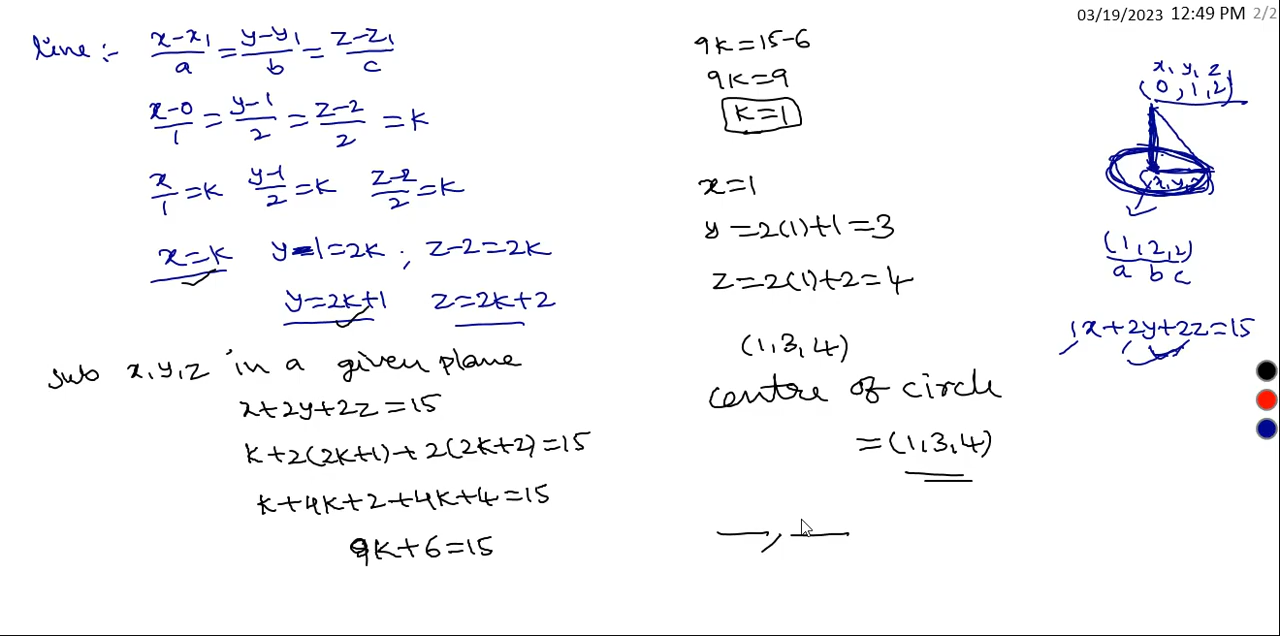 03/19/2023 12:49 PM 2/2
line :- x-x₁/a = y-y₁/b = z-z₁/c
x-0/1 = y-1/2 = z-2/2 = k
x/1 = k y-1/2 = k z-2/2 = k
x=k y-1=2k ; z-2=2k
y=2k+1 z=2k+2
sub x,y,z in a given plane
x+2y+2z=15
k+2(2k+1)+2(2k+2)=15
k+4k+2+4k+4=15
9k+6=15
9k=15-6
9k=9
k=1
x=1
y=2(1)+1=3
z=2(1)+2=4
(1,3,4)
centre of circle
=(1,3,4)
x, y, z
(0,1,2)
(x,y,z)
(1,2,2)
a b c
1x+2y+2z=15